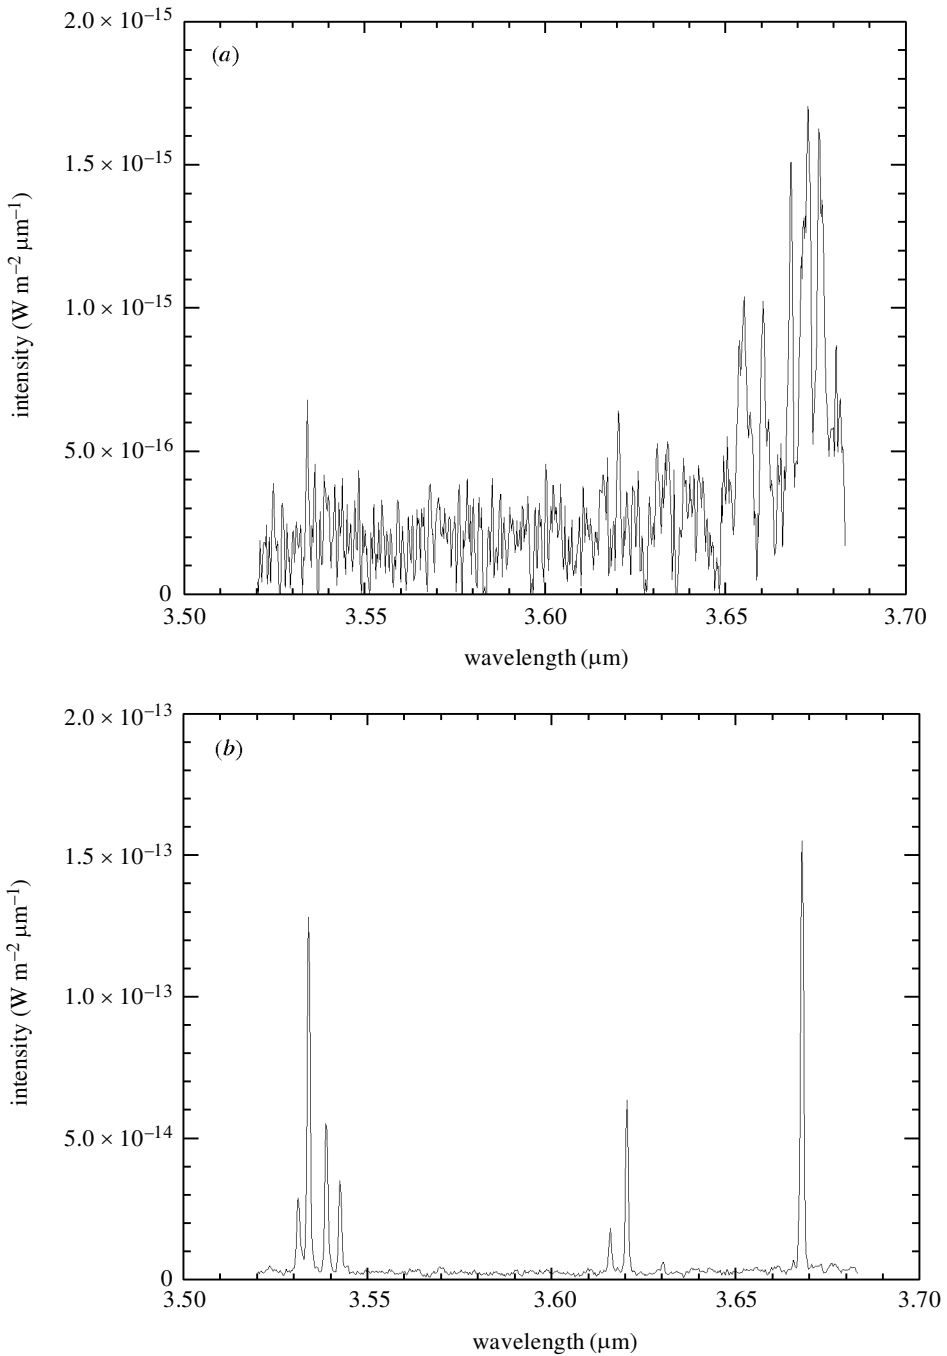 (a)
2.0 × 10⁻¹⁵
1.5 × 10⁻¹⁵
1.0 × 10⁻¹⁵
5.0 × 10⁻¹⁶
0
intensity (W m⁻² μm⁻¹)
3.50 3.55 3.60 3.65 3.70
wavelength (μm)
(b)
2.0 × 10⁻¹³
1.5 × 10⁻¹³
1.0 × 10⁻¹³
5.0 × 10⁻¹⁴
0
intensity (W m⁻² μm⁻¹)
3.50 3.55 3.60 3.65 3.70
wavelength (μm)